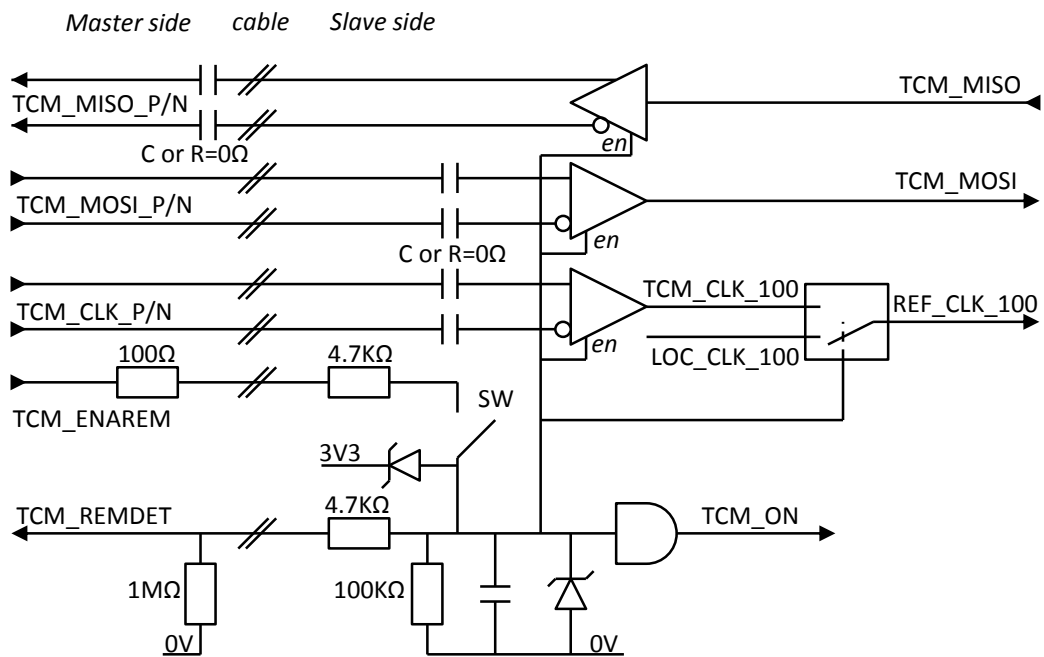 Master side cable Slave side
TCM_MISO
TCM_MISO_P/N
en
C or R=0Ω
TCM_MOSI
TCM_MOSI_P/N
en
C or R=0Ω
TCM_CLK_100
REF_CLK_100
TCM_CLK_P/N
en
LOC_CLK_100
100Ω
4.7KΩ
SW
TCM_ENAREM
3V3
4.7KΩ
TCM_REMDET
TCM_ON
1MΩ
100KΩ
0V
0V